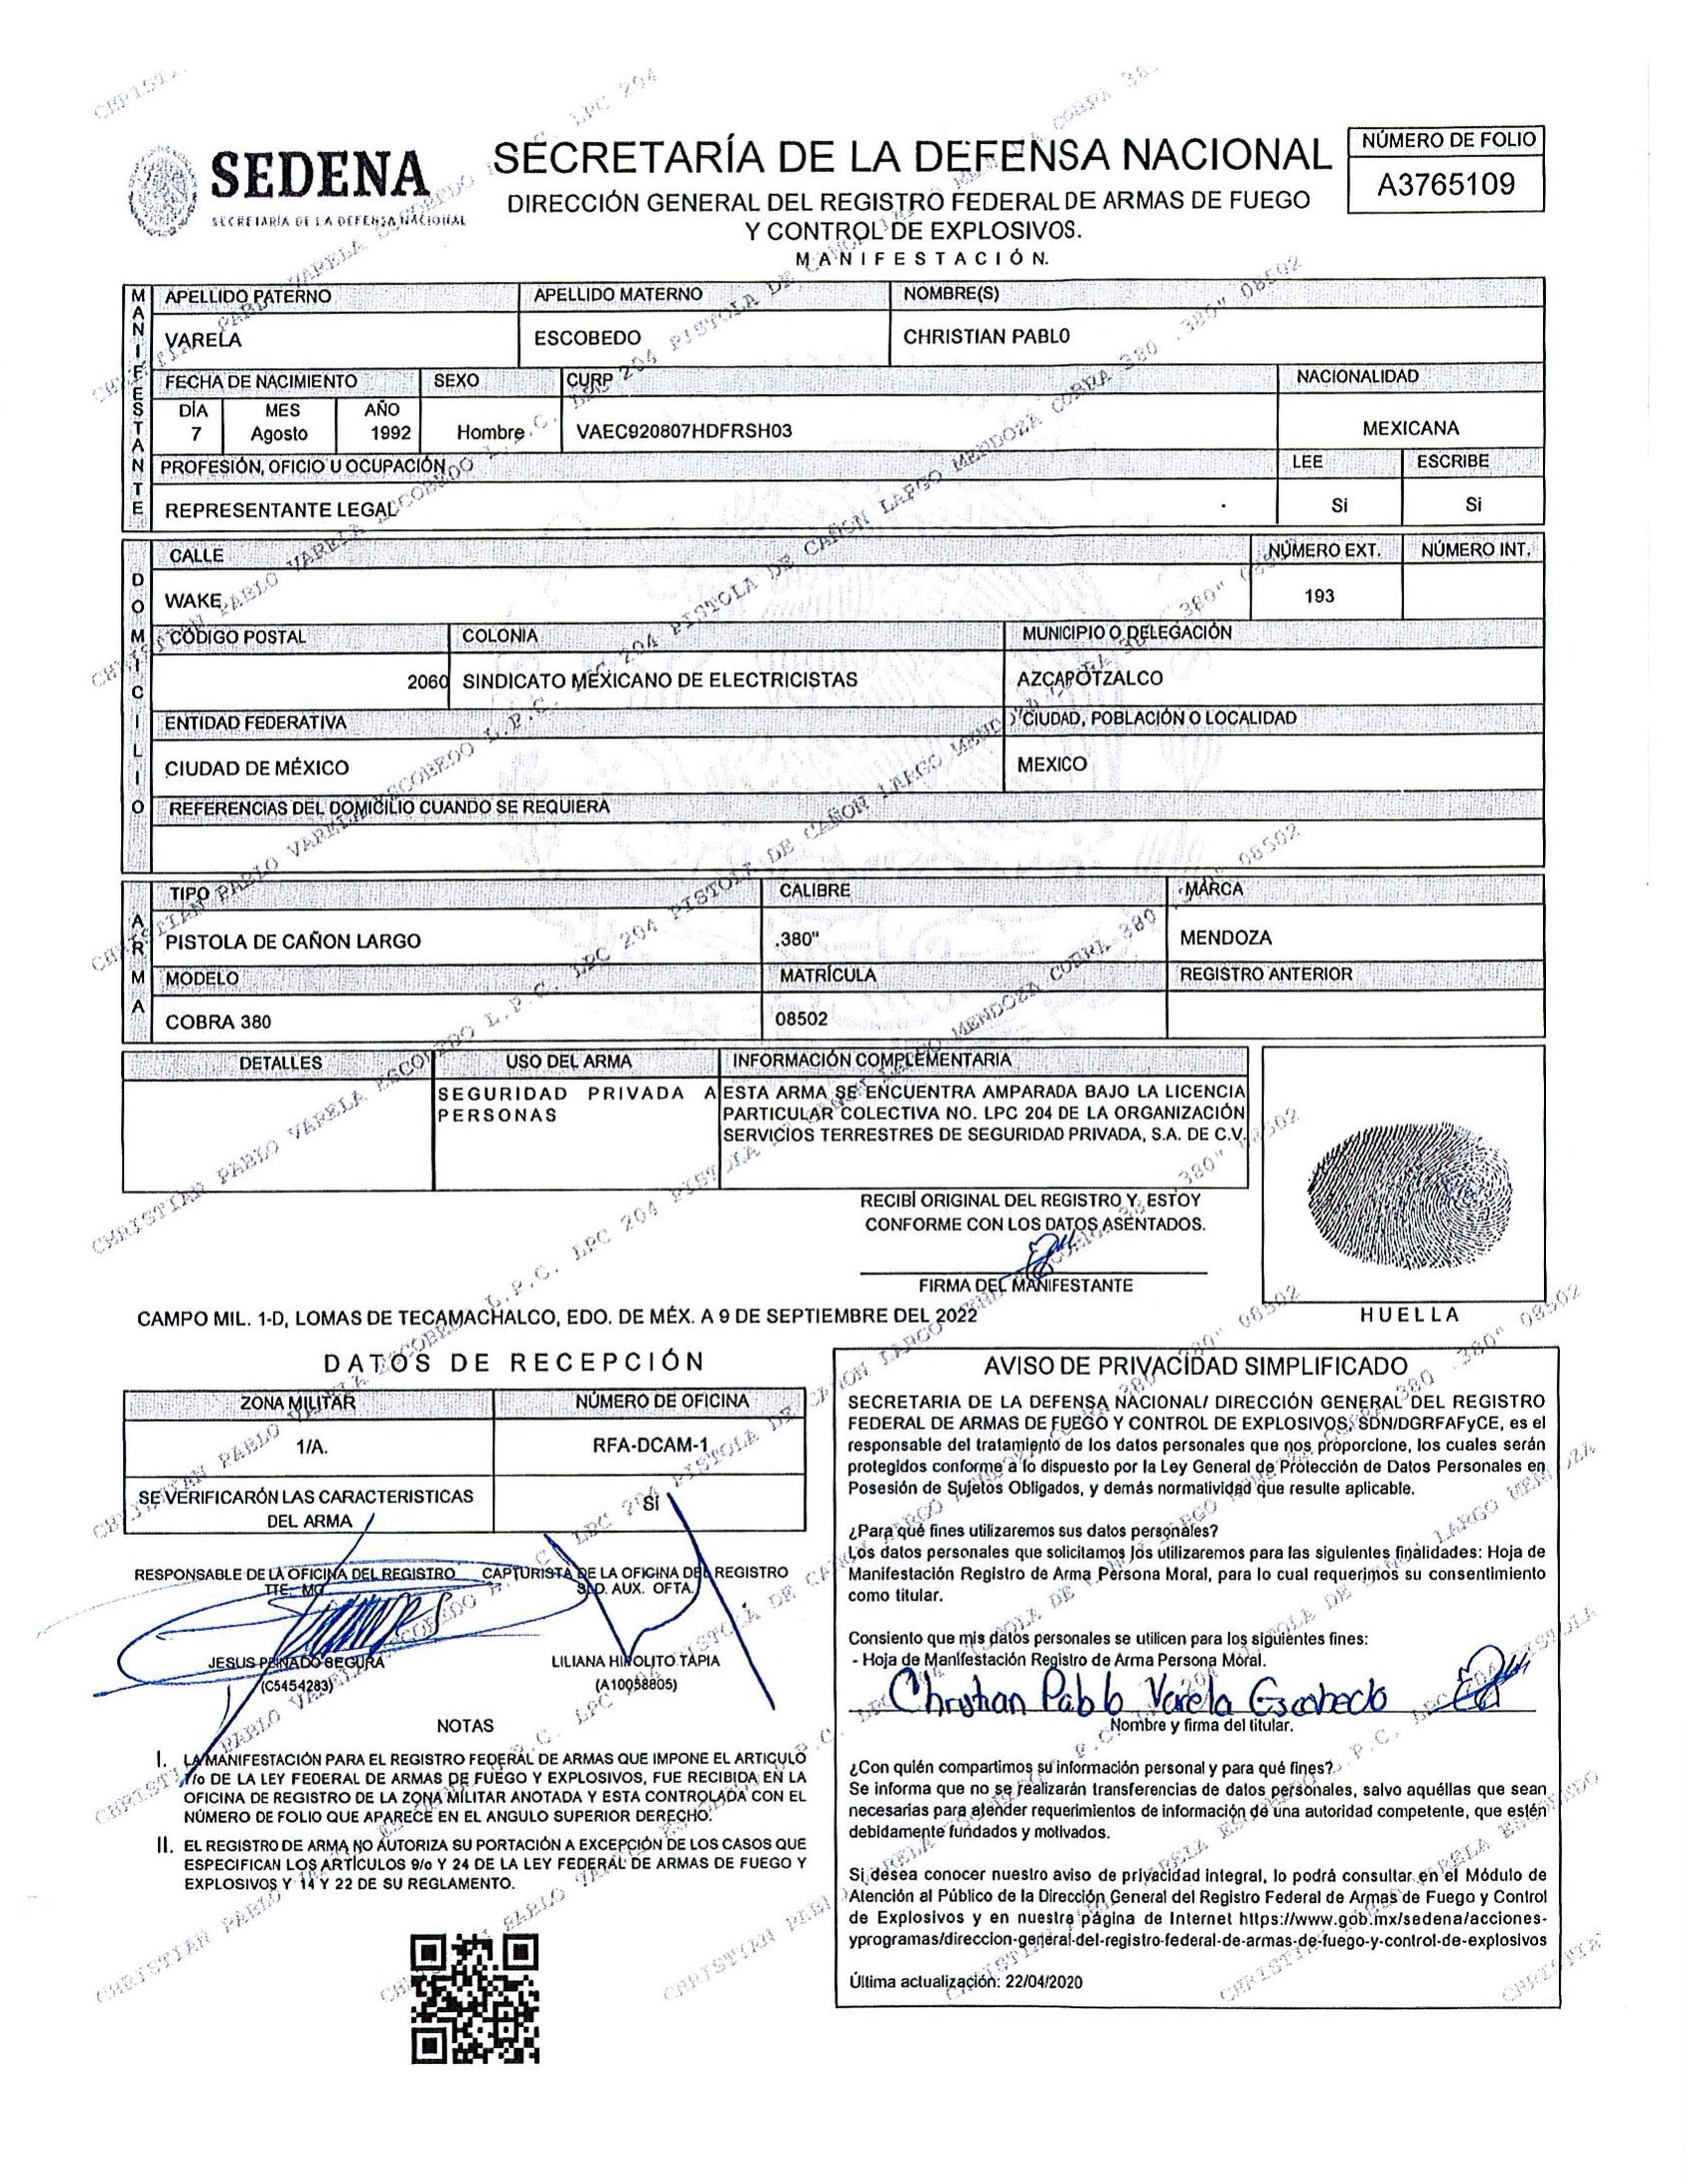 SEDENA
SECRETARÍA DE LA DEFENSA NACIONAL
SECRETARÍA DE LA DEFENSA NACIONAL
DIRECCIÓN GENERAL DEL REGISTRO FEDERAL DE ARMAS DE FUEGO
Y CONTROL DE EXPLOSIVOS.
MANIFESTACIÓN.
NÚMERO DE FOLIO
A3765109
MANIFESTANTE
APELLIDO PATERNO APELLIDO MATERNO NOMBRE(S)
VARELA ESCOBEDO CHRISTIAN PABLO
FECHA DE NACIMIENTO SEXO CURP NACIONALIDAD
DÍA MES AÑO
7 Agosto 1992 Hombre VAEC920807HDFRSH03 MEXICANA
PROFESIÓN, OFICIO U OCUPACIÓN LEE ESCRIBE
REPRESENTANTE LEGAL Si Si
DOMICILIO
CALLE NÚMERO EXT. NÚMERO INT.
WAKE 193
CÓDIGO POSTAL COLONIA MUNICIPIO O DELEGACIÓN
2060 SINDICATO MEXICANO DE ELECTRICISTAS AZCAPOTZALCO
ENTIDAD FEDERATIVA CIUDAD, POBLACIÓN O LOCALIDAD
CIUDAD DE MÉXICO MEXICO
REFERENCIAS DEL DOMICILIO CUANDO SE REQUIERA
ARMA
TIPO CALIBRE MARCA
PISTOLA DE CAÑON LARGO .380" MENDOZA
MODELO MATRÍCULA REGISTRO ANTERIOR
COBRA 380 08502
DETALLES USO DEL ARMA INFORMACIÓN COMPLEMENTARIA
SEGURIDAD PRIVADA A PERSONAS
ESTA ARMA SE ENCUENTRA AMPARADA BAJO LA LICENCIA
PARTICULAR COLECTIVA NO. LPC 204 DE LA ORGANIZACIÓN
SERVICIOS TERRESTRES DE SEGURIDAD PRIVADA, S.A. DE C.V.
RECIBÍ ORIGINAL DEL REGISTRO Y ESTOY
CONFORME CON LOS DATOS ASENTADOS.
FIRMA DEL MANIFESTANTE
HUELLA
CAMPO MIL. 1-D, LOMAS DE TECAMACHALCO, EDO. DE MÉX. A 9 DE SEPTIEMBRE DEL 2022
DATOS DE RECEPCIÓN
ZONA MILITAR NÚMERO DE OFICINA
1/A. RFA-DCAM-1
SE VERIFICARÓN LAS CARACTERISTICAS
DEL ARMA
SÍ
RESPONSABLE DE LA OFICINA DEL REGISTRO
TTE. MG.
JESUS PEINADO SEGURA
(C5454283)
CAPTURISTA DE LA OFICINA DEL REGISTRO
SLD. AUX. OFTA.
LILIANA HIPOLITO TAPIA
(A10058805)
NOTAS
I. LA MANIFESTACIÓN PARA EL REGISTRO FEDERAL DE ARMAS QUE IMPONE EL ARTICULO
7/o DE LA LEY FEDERAL DE ARMAS DE FUEGO Y EXPLOSIVOS, FUE RECIBIDA EN LA
OFICINA DE REGISTRO DE LA ZONA MILITAR ANOTADA Y ESTA CONTROLADA CON EL
NÚMERO DE FOLIO QUE APARECE EN EL ANGULO SUPERIOR DERECHO.
II. EL REGISTRO DE ARMA NO AUTORIZA SU PORTACIÓN A EXCEPCIÓN DE LOS CASOS QUE
ESPECIFICAN LOS ARTÍCULOS 9/o Y 24 DE LA LEY FEDERAL DE ARMAS DE FUEGO Y
EXPLOSIVOS Y 14 Y 22 DE SU REGLAMENTO.
AVISO DE PRIVACIDAD SIMPLIFICADO
SECRETARIA DE LA DEFENSA NACIONAL/ DIRECCIÓN GENERAL DEL REGISTRO
FEDERAL DE ARMAS DE FUEGO Y CONTROL DE EXPLOSIVOS, SDN/DGRFAFyCE, es el
responsable del tratamiento de los datos personales que nos proporcione, los cuales serán
protegidos conforme a lo dispuesto por la Ley General de Protección de Datos Personales en
Posesión de Sujetos Obligados, y demás normatividad que resulte aplicable.
¿Para qué fines utilizaremos sus datos personales?
Los datos personales que solicitamos los utilizaremos para las siguientes finalidades: Hoja de
Manifestación Registro de Arma Persona Moral, para lo cual requerimos su consentimiento
como titular.
Consiento que mis datos personales se utilicen para los siguientes fines:
- Hoja de Manifestación Registro de Arma Persona Moral.
Christian Pablo Varela Escobedo
Nombre y firma del titular.
¿Con quién compartimos su información personal y para qué fines?
Se informa que no se realizarán transferencias de datos personales, salvo aquéllas que sean
necesarias para atender requerimientos de información de una autoridad competente, que estén
debidamente fundados y motivados.
Si desea conocer nuestro aviso de privacidad integral, lo podrá consultar en el Módulo de
Atención al Público de la Dirección General del Registro Federal de Armas de Fuego y Control
de Explosivos y en nuestra página de Internet https://www.gob.mx/sedena/acciones-
yprogramas/direccion-general-del-registro-federal-de-armas-de-fuego-y-control-de-explosivos
Última actualización: 22/04/2020
CHRISTIAN PABLO VARELA ESCOBEDO L.P.C. LPC 204 PISTOLA DE CAÑON LARGO MENDOZA COBRA 380 .380" 08502